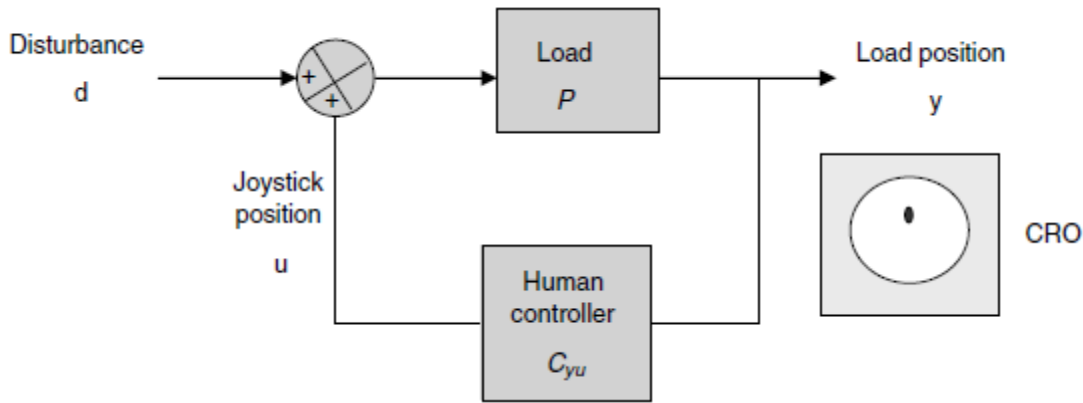 Disturbance
d
+
+
Load
P
Load position
y
Joystick
position
u
Human
controller
C_yu
CRO